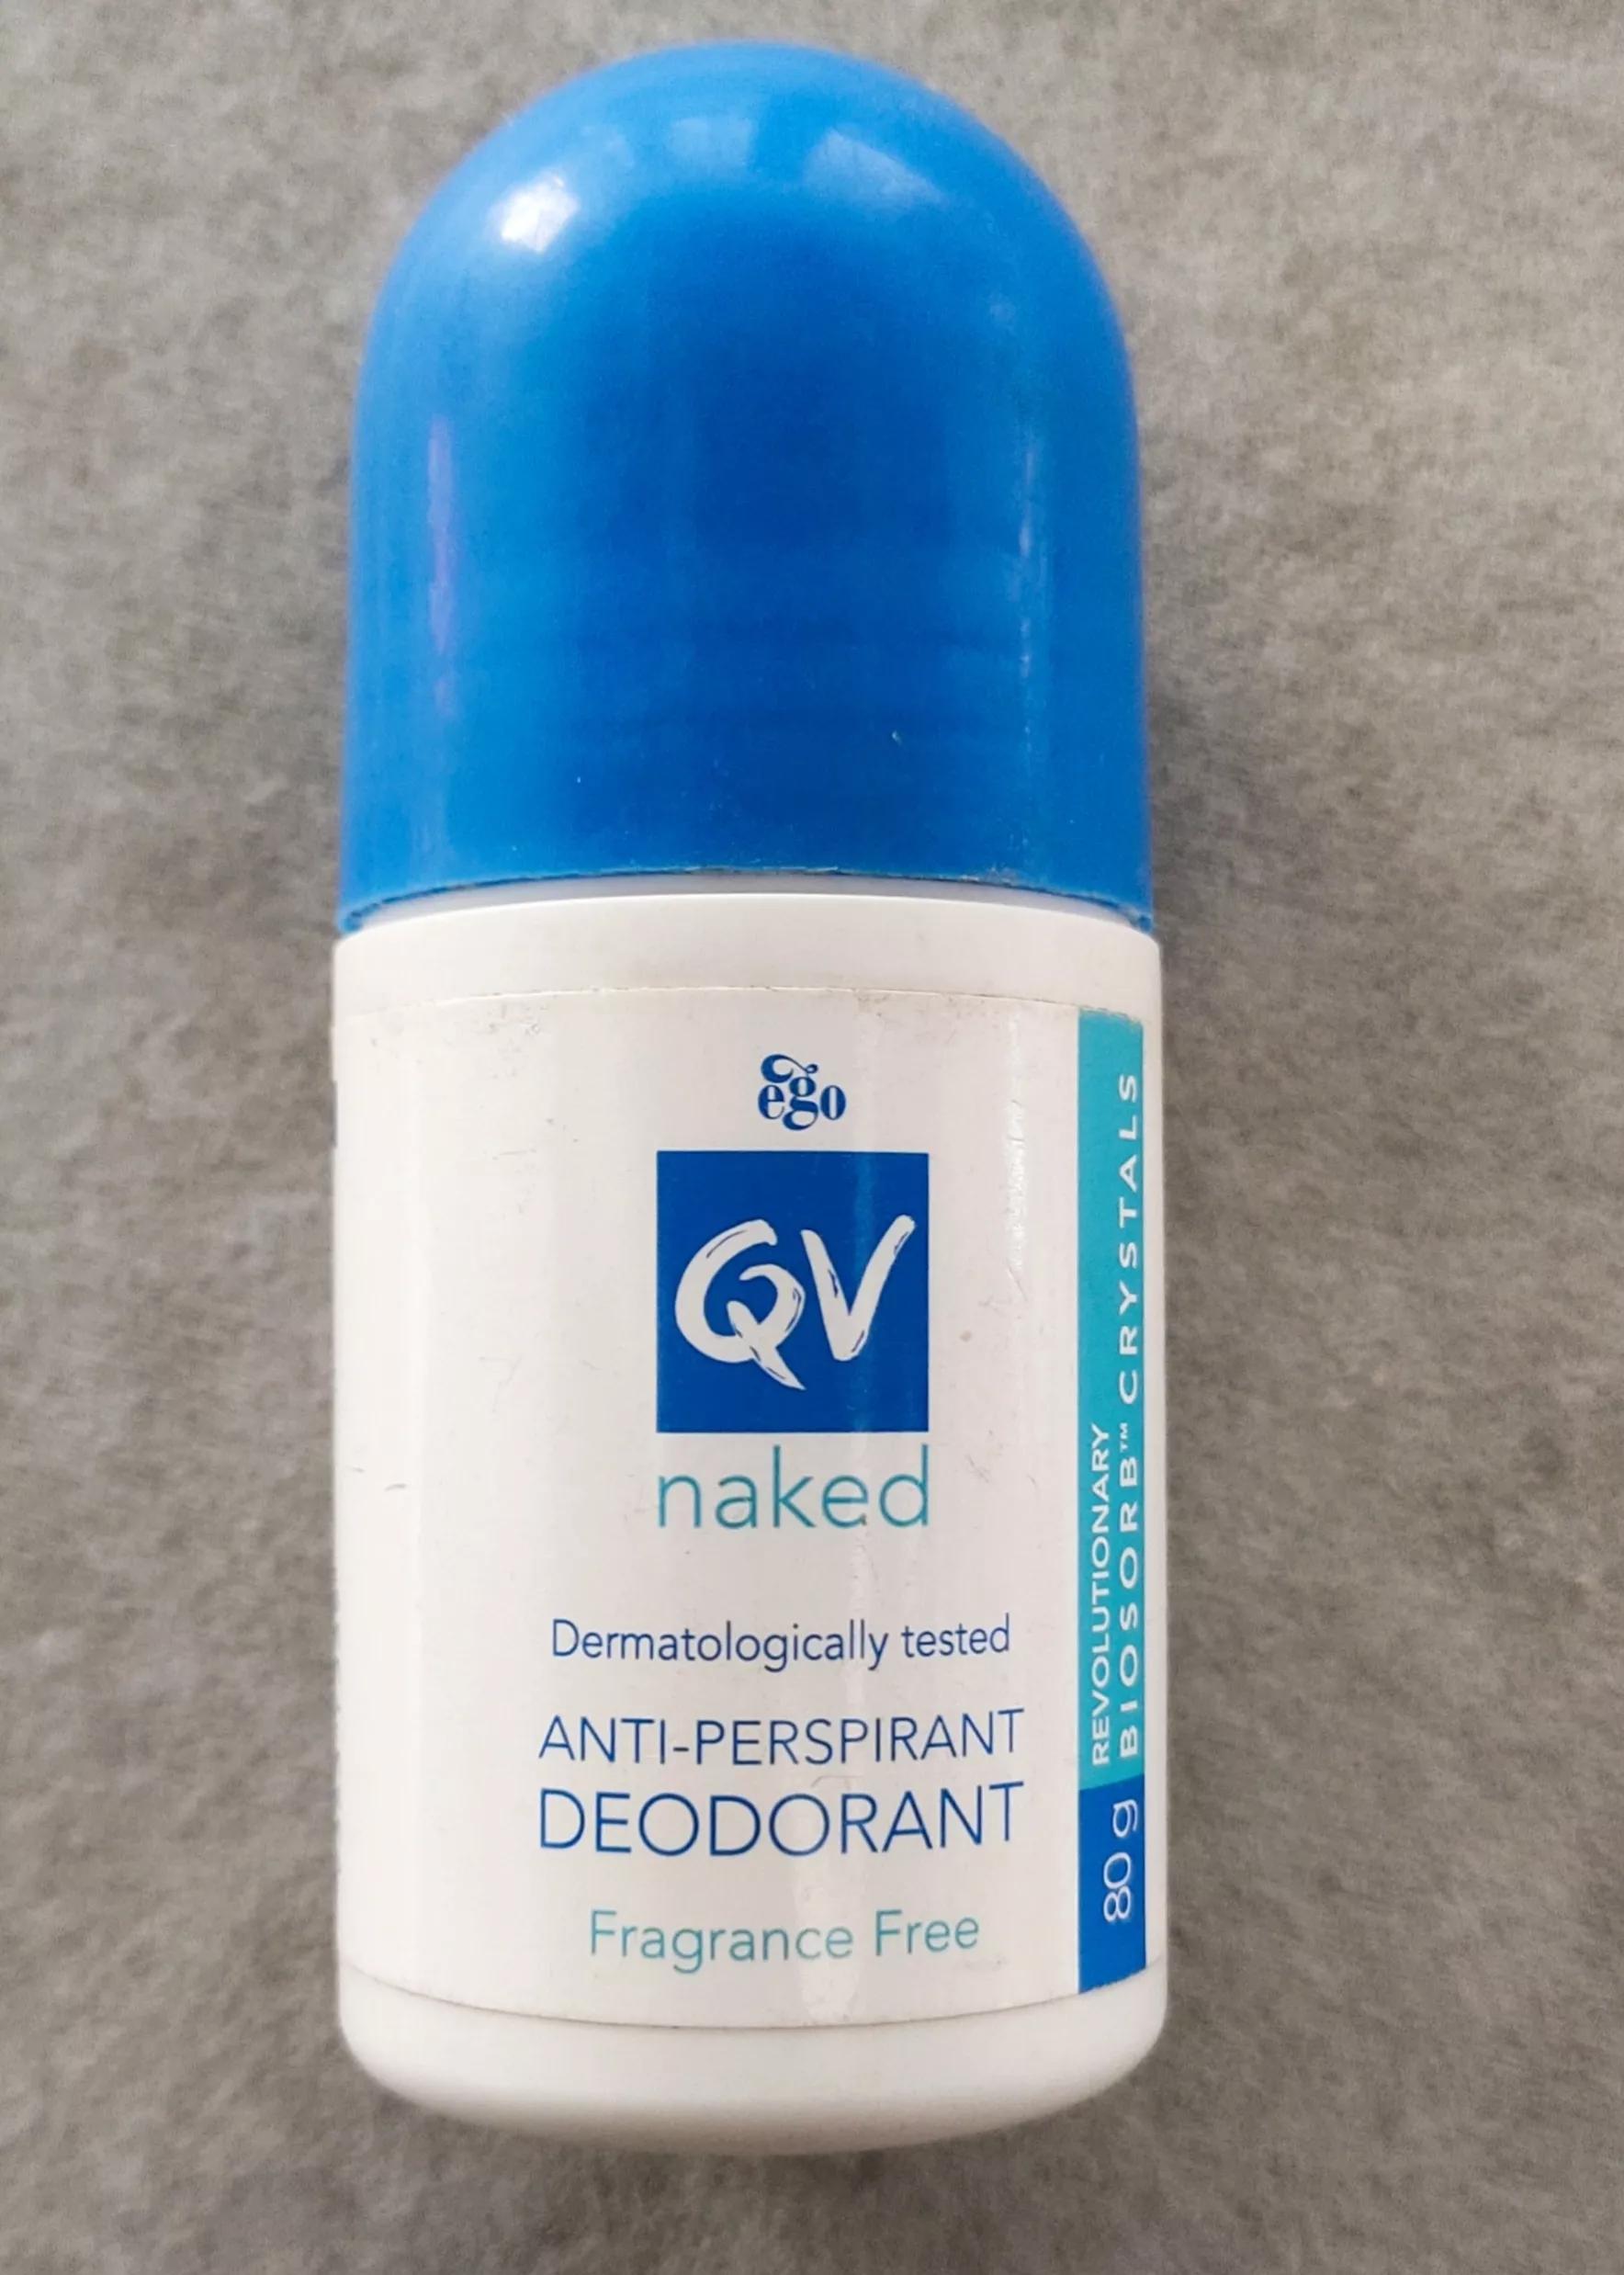 ego
QV
naked
Dermatologically tested
ANTI-PERSPIRANT
DEODORANT
Fragrance Free
REVOLUTIONARY
BIOSORB™ CRYSTALS
80 g